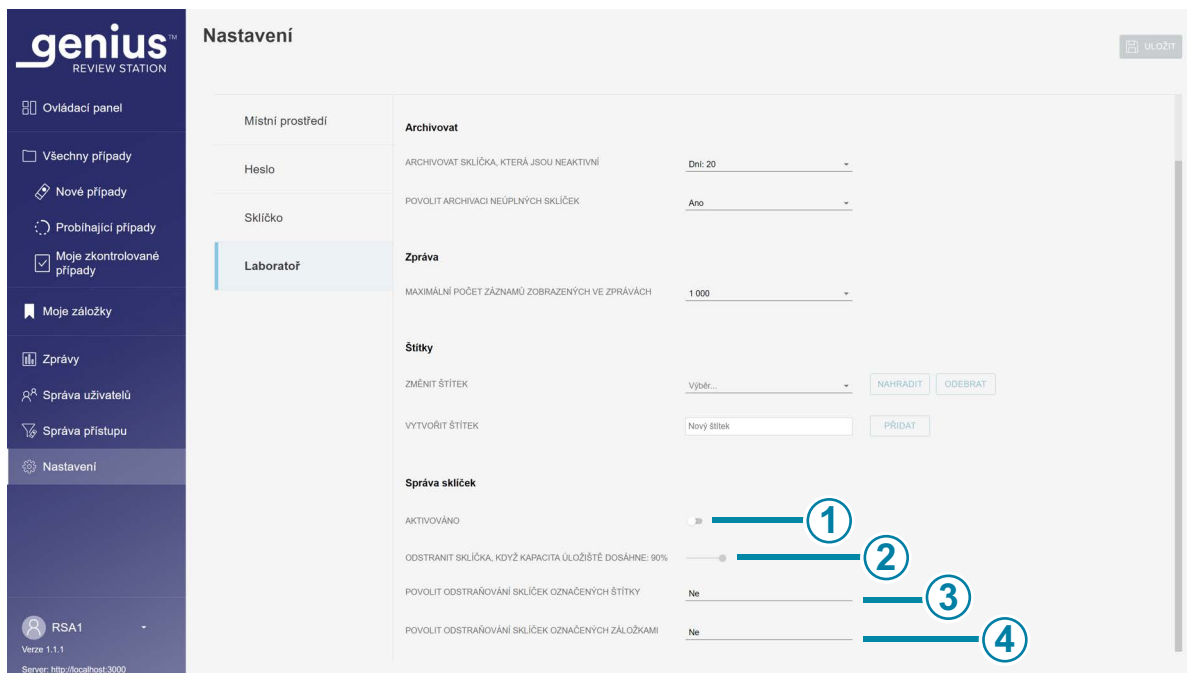 genius™
REVIEW STATION
Ovládací panel
Všechny případy
Nové případy
Probíhající případy
Moje zkontrolované
případy
Moje záložky
Zprávy
Správa uživatelů
Správa přístupu
Nastavení
RSA1
Verze 1.1.1
Server: http://localhost:3000
Nastavení
ULOŽIT
Místní prostředí
Heslo
Sklíčko
Laboratoř
Archivovat
ARCHIVOVAT SKLÍČKA, KTERÁ JSOU NEAKTIVNÍ Dní: 20
POVOLIT ARCHIVACI NEÚPLNÝCH SKLÍČEK Ano
Zpráva
MAXIMÁLNÍ POČET ZÁZNAMŮ ZOBRAZENÝCH VE ZPRÁVÁCH 1 000
Štítky
ZMĚNIT ŠTÍTEK Výběr... NAHRADIT ODEBRAT
VYTVOŘIT ŠTÍTEK Nový štítek PŘIDAT
Správa sklíček
AKTIVOVÁNO 1
ODSTRANIT SKLÍČKA, KDYŽ KAPACITA ÚLOŽIŠTĚ DOSÁHNE: 90% 2
POVOLIT ODSTRAŇOVÁNÍ SKLÍČEK OZNAČENÝCH ŠTÍTKY Ne 3
POVOLIT ODSTRAŇOVÁNÍ SKLÍČEK OZNAČENÝCH ZÁLOŽKAMI Ne 4